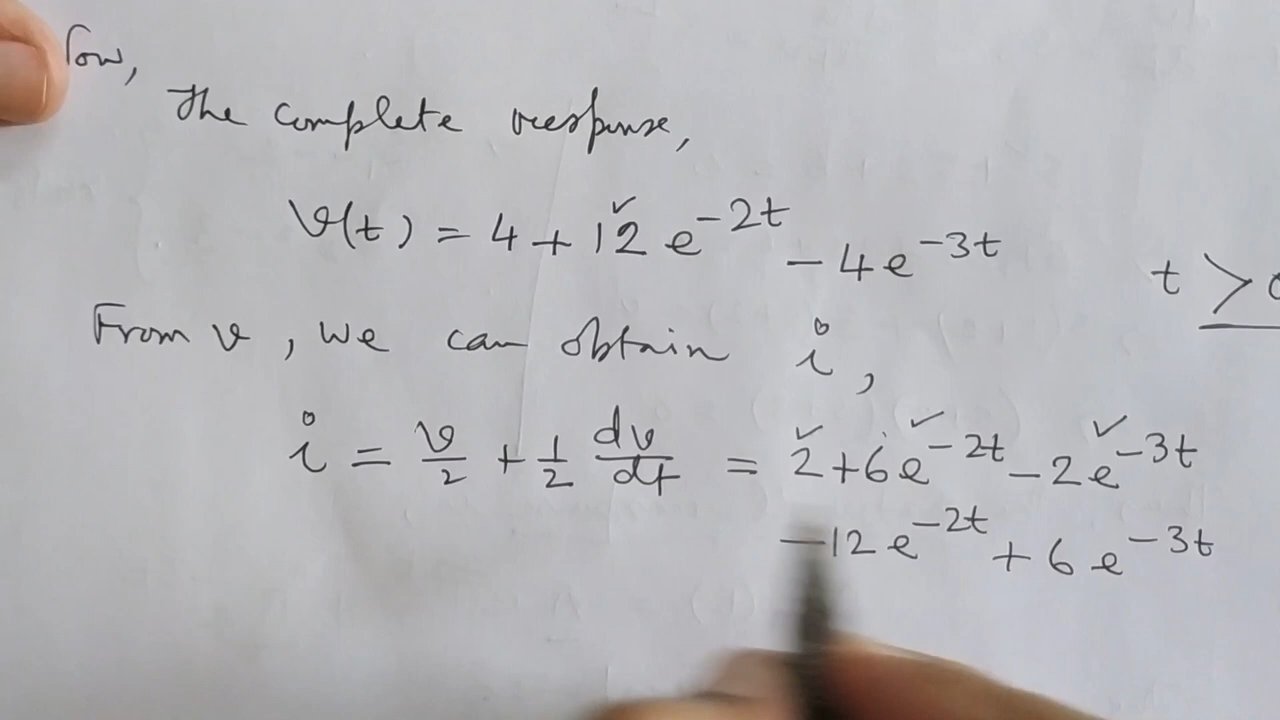 Now,
The complete response,
v(t) = 4 + 12 e^{-2t} - 4e^{-3t} t >
From v, we can obtain i,
i = v/2 + 1/2 dv/dt = 2 + 6e^{-2t} - 2e^{-3t}
-12e^{-2t} + 6e^{-3t}